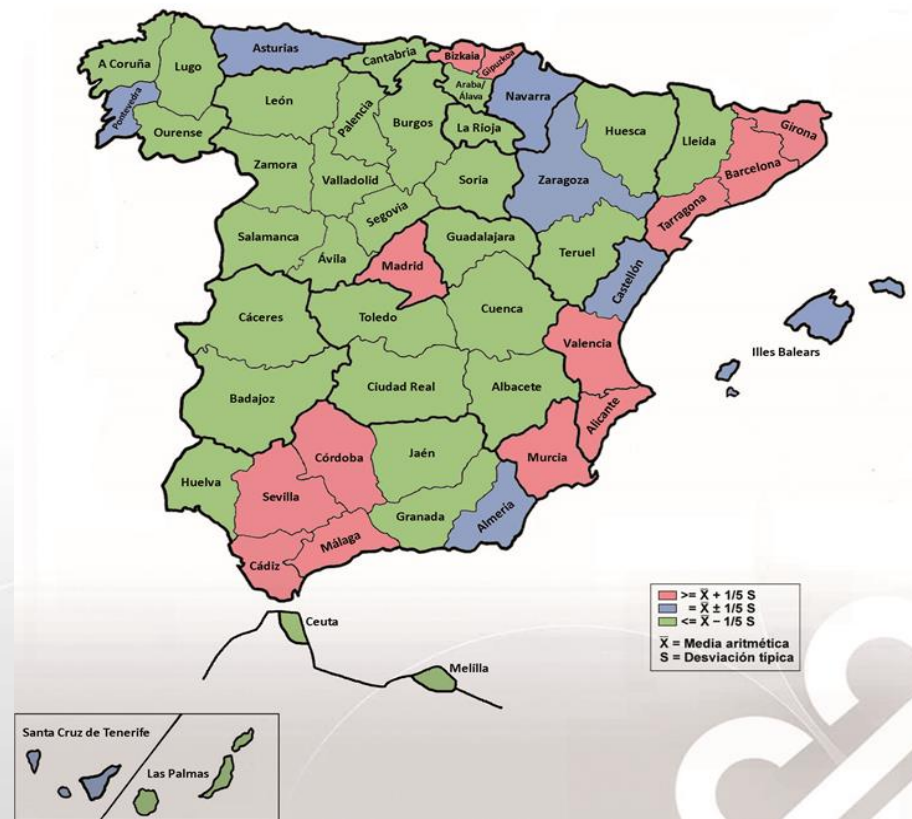 Asturias
Cantabria
Bizkaia
Gipuzkoa
A Coruña
Lugo
Araba/
Álava
Navarra
León
Palencia
Burgos
La Rioja
Huesca
Lleida
Girona
Pontevedra
Ourense
Barcelona
Zamora
Valladolid
Soria
Zaragoza
Tarragona
Segovia
Salamanca
Guadalajara
Ávila
Madrid
Teruel
Castellón
Cáceres
Toledo
Cuenca
Valencia
Illes Balears
Badajoz
Ciudad Real
Albacete
Alicante
Córdoba
Jaén
Murcia
Huelva
Sevilla
Granada
Almería
Málaga
Cádiz
>= X̅ + 1/5 S
= X̅ ± 1/5 S
<= X̅ – 1/5 S
X̅ = Media aritmética
S = Desviación típica
Ceuta
Melilla
Santa Cruz de Tenerife
Las Palmas